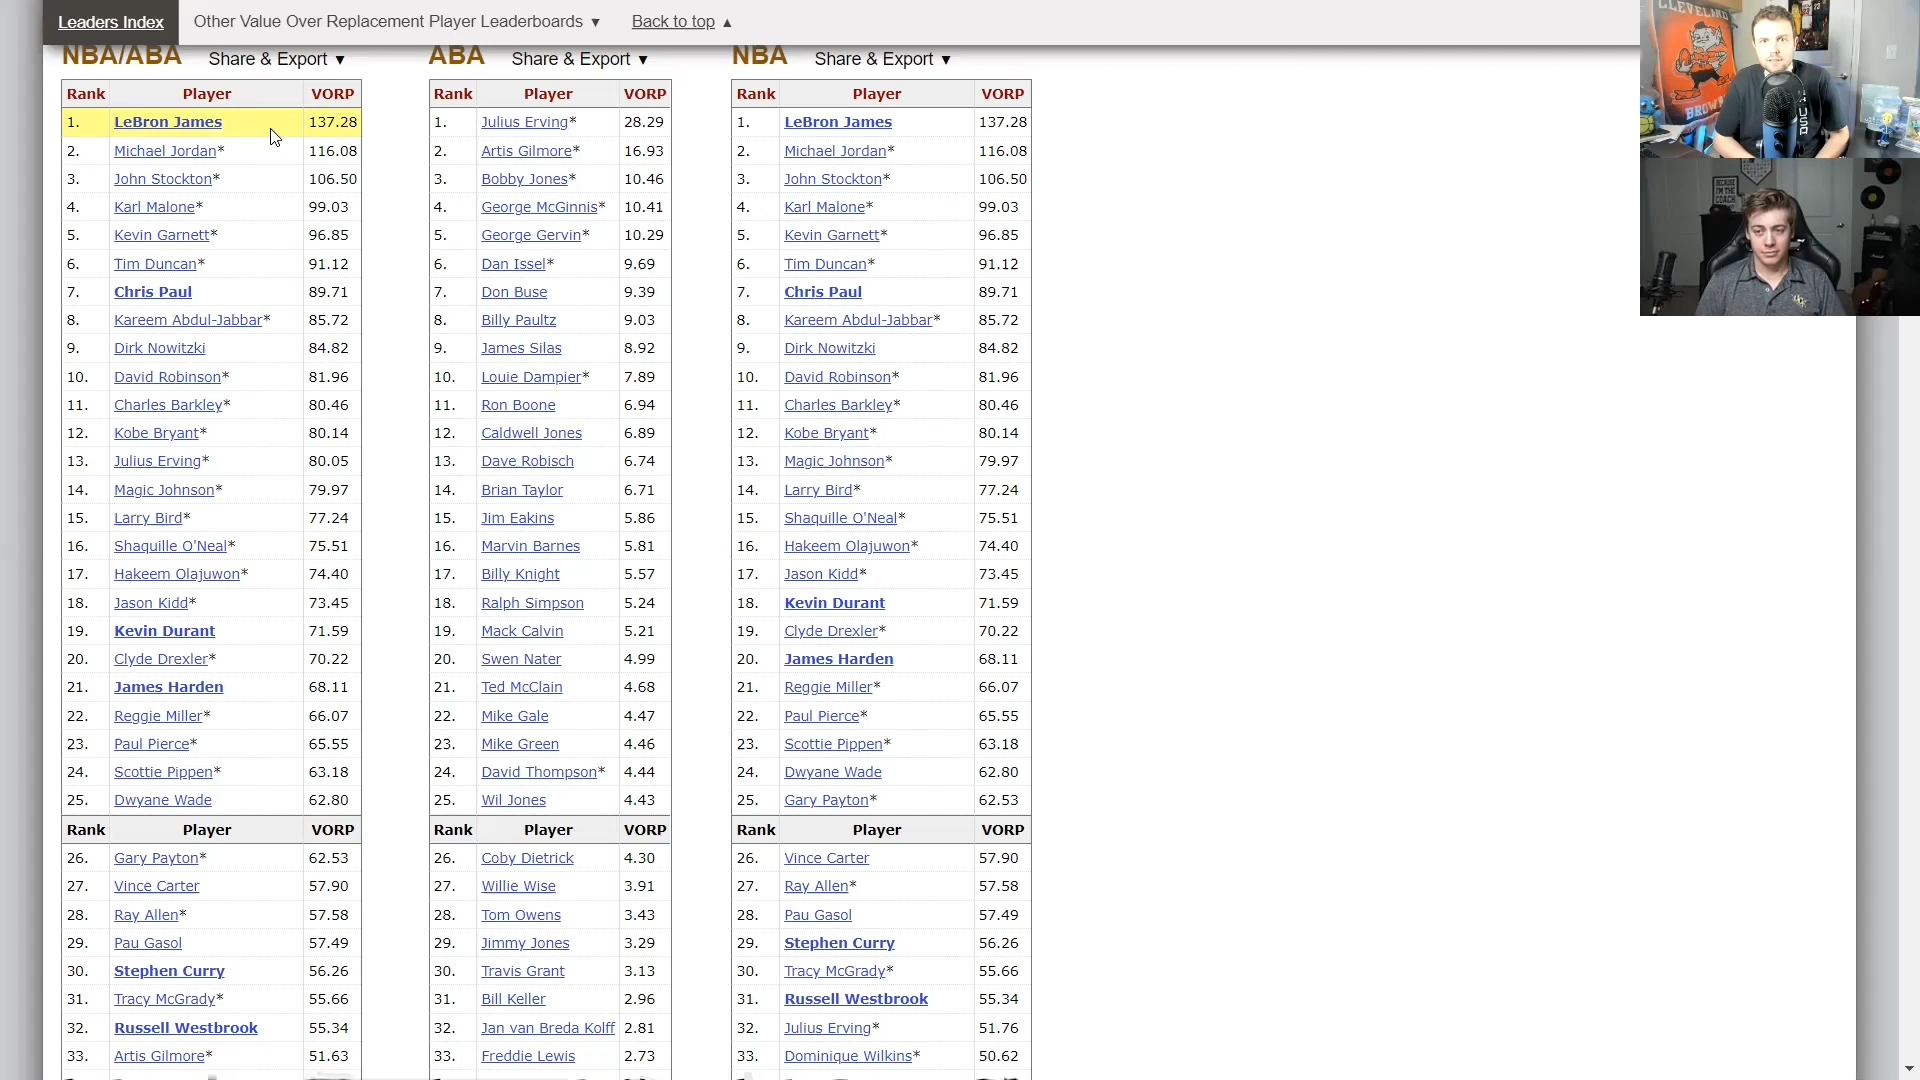 Leaders Index Other Value Over Replacement Player Leaderboards ▼ Back to top ▲
NBA/ABA Share & Export ▼
Rank Player VORP
1. LeBron James 137.28
2. Michael Jordan* 116.08
3. John Stockton* 106.50
4. Karl Malone* 99.03
5. Kevin Garnett* 96.85
6. Tim Duncan* 91.12
7. Chris Paul 89.71
8. Kareem Abdul-Jabbar* 85.72
9. Dirk Nowitzki 84.82
10. David Robinson* 81.96
11. Charles Barkley* 80.46
12. Kobe Bryant* 80.14
13. Julius Erving* 80.05
14. Magic Johnson* 79.97
15. Larry Bird* 77.24
16. Shaquille O'Neal* 75.51
17. Hakeem Olajuwon* 74.40
18. Jason Kidd* 73.45
19. Kevin Durant 71.59
20. Clyde Drexler* 70.22
21. James Harden 68.11
22. Reggie Miller* 66.07
23. Paul Pierce* 65.55
24. Scottie Pippen* 63.18
25. Dwyane Wade 62.80
Rank Player VORP
26. Gary Payton* 62.53
27. Vince Carter 57.90
28. Ray Allen* 57.58
29. Pau Gasol 57.49
30. Stephen Curry 56.26
31. Tracy McGrady* 55.66
32. Russell Westbrook 55.34
33. Artis Gilmore* 51.63
ABA Share & Export ▼
Rank Player VORP
1. Julius Erving* 28.29
2. Artis Gilmore* 16.93
3. Bobby Jones* 10.46
4. George McGinnis* 10.41
5. George Gervin* 10.29
6. Dan Issel* 9.69
7. Don Buse 9.39
8. Billy Paultz 9.03
9. James Silas 8.92
10. Louie Dampier* 7.89
11. Ron Boone 6.94
12. Caldwell Jones 6.89
13. Dave Robisch 6.74
14. Brian Taylor 6.71
15. Jim Eakins 5.86
16. Marvin Barnes 5.81
17. Billy Knight 5.57
18. Ralph Simpson 5.24
19. Mack Calvin 5.21
20. Swen Nater 4.99
21. Ted McClain 4.68
22. Mike Gale 4.47
23. Mike Green 4.46
24. David Thompson* 4.44
25. Wil Jones 4.43
Rank Player VORP
26. Coby Dietrick 4.30
27. Willie Wise 3.91
28. Tom Owens 3.43
29. Jimmy Jones 3.29
30. Travis Grant 3.13
31. Bill Keller 2.96
32. Jan van Breda Kolff 2.81
33. Freddie Lewis 2.73
NBA Share & Export ▼
Rank Player VORP
1. LeBron James 137.28
2. Michael Jordan* 116.08
3. John Stockton* 106.50
4. Karl Malone* 99.03
5. Kevin Garnett* 96.85
6. Tim Duncan* 91.12
7. Chris Paul 89.71
8. Kareem Abdul-Jabbar* 85.72
9. Dirk Nowitzki 84.82
10. David Robinson* 81.96
11. Charles Barkley* 80.46
12. Kobe Bryant* 80.14
13. Magic Johnson* 79.97
14. Larry Bird* 77.24
15. Shaquille O'Neal* 75.51
16. Hakeem Olajuwon* 74.40
17. Jason Kidd* 73.45
18. Kevin Durant 71.59
19. Clyde Drexler* 70.22
20. James Harden 68.11
21. Reggie Miller* 66.07
22. Paul Pierce* 65.55
23. Scottie Pippen* 63.18
24. Dwyane Wade 62.80
25. Gary Payton* 62.53
Rank Player VORP
26. Vince Carter 57.90
27. Ray Allen* 57.58
28. Pau Gasol 57.49
29. Stephen Curry 56.26
30. Tracy McGrady* 55.66
31. Russell Westbrook 55.34
32. Julius Erving* 51.76
33. Dominique Wilkins* 50.62
CLEVELAND
BROWNS
BECAUSE
I'M THE
COACH